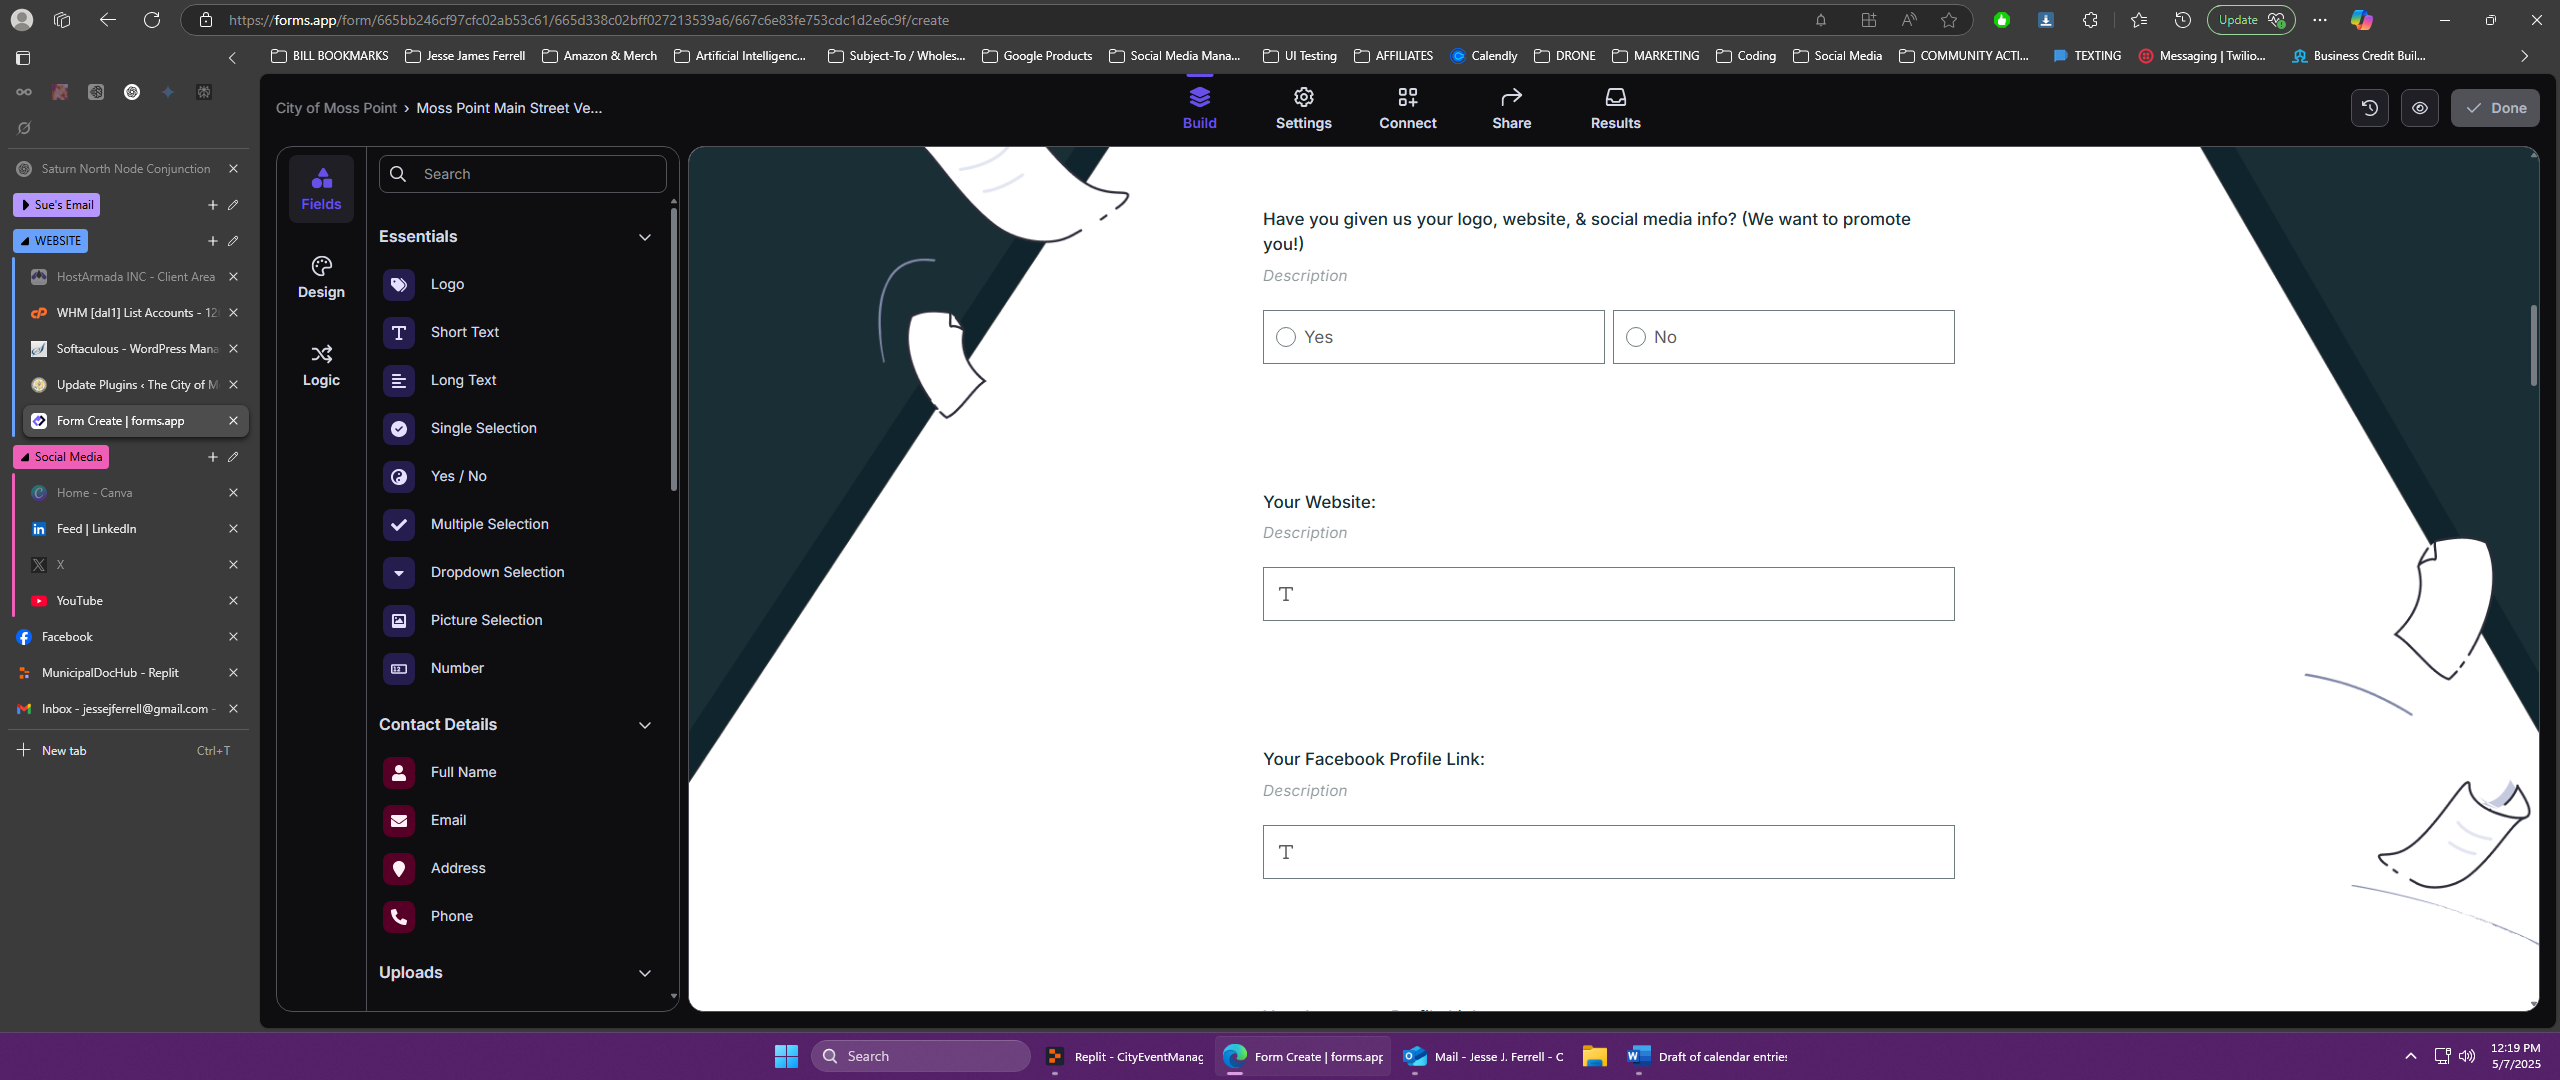 https://forms.app/form/665bb246cf97cfc02ab53c61/665d338c02bff027213539a6/667c6e83fe753cdc1d2e6c9f/create
Update
BILL BOOKMARKS
Jesse James Ferrell
Amazon & Merch
Artificial Intelligenc...
Subject-To / Wholes...
Google Products
Social Media Mana...
UI Testing
AFFILIATES
Calendly
DRONE
MARKETING
Coding
Social Media
COMMUNITY ACTI...
TEXTING
Messaging | Twilio...
Business Credit Buil...
Saturn North Node Conjunction
Sue's Email
WEBSITE
HostArmada INC - Client Area
WHM [dal1] List Accounts - 12
Softaculous - WordPress Mana
Update Plugins ‹ The City of M
Form Create | forms.app
Social Media
Home - Canva
Feed | LinkedIn
X
YouTube
Facebook
MunicipalDocHub - Replit
Inbox - jessejferrell@gmail.com -
New tab
Ctrl+T
City of Moss Point › Moss Point Main Street Ve...
Build
Settings
Connect
Share
Results
Done
Fields
Design
Logic
Search
Essentials
Logo
Short Text
Long Text
Single Selection
Yes / No
Multiple Selection
Dropdown Selection
Picture Selection
Number
Contact Details
Full Name
Email
Address
Phone
Uploads
Have you given us your logo, website, & social media info? (We want to promote
you!)
Description
Yes
No
Your Website:
Description
Your Facebook Profile Link:
Description
Search
Replit - CityEventManag
Form Create | forms.app
Mail - Jesse J. Ferrell - C
Draft of calendar entries
12:19 PM
5/7/2025